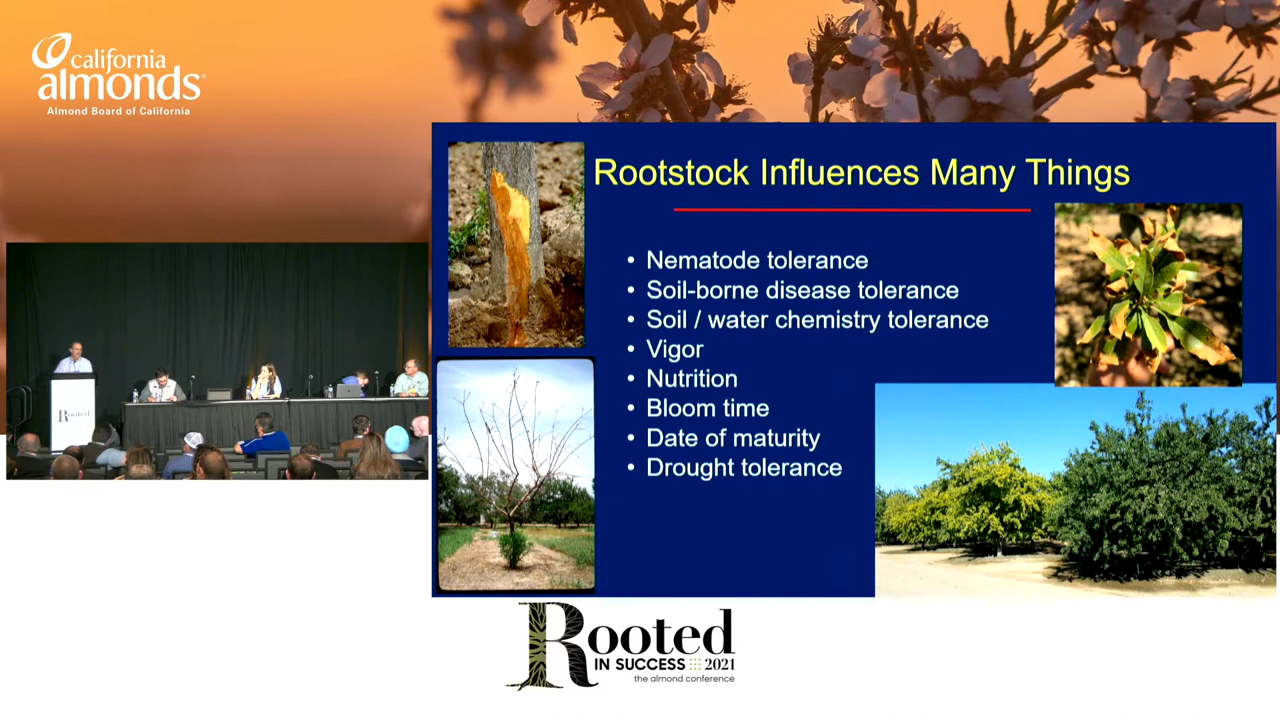 california
almonds
Almond Board of California
Rootstock Influences Many Things
• Nematode tolerance
• Soil-borne disease tolerance
• Soil / water chemistry tolerance
• Vigor
• Nutrition
• Bloom time
• Date of maturity
• Drought tolerance
Rooted
Rooted
IN SUCCESS 2021
the almond conference